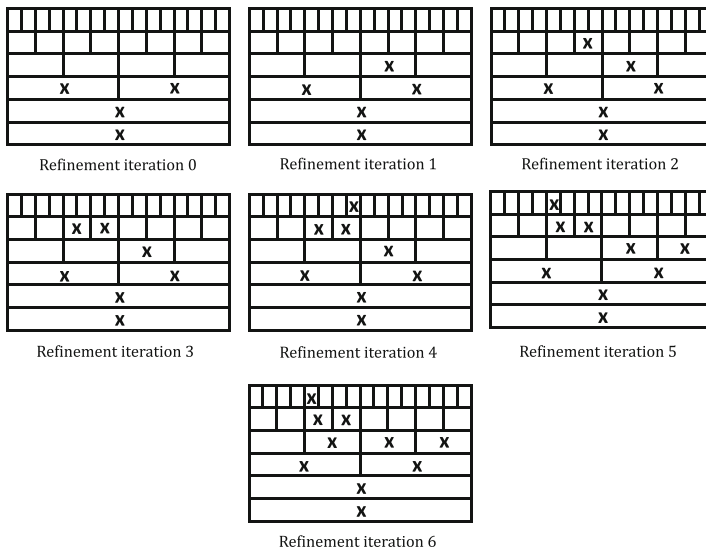 x x
x
x
Refinement iteration 0
x
x x
x
x
Refinement iteration 1
x
x
x x
x
x
Refinement iteration 2
x x
x
x x
x
x
Refinement iteration 3
x
x x
x
x x
x
x
Refinement iteration 4
x
x x
x x
x x
x
x
Refinement iteration 5
x
x x
x x x
x x
x
x
Refinement iteration 6